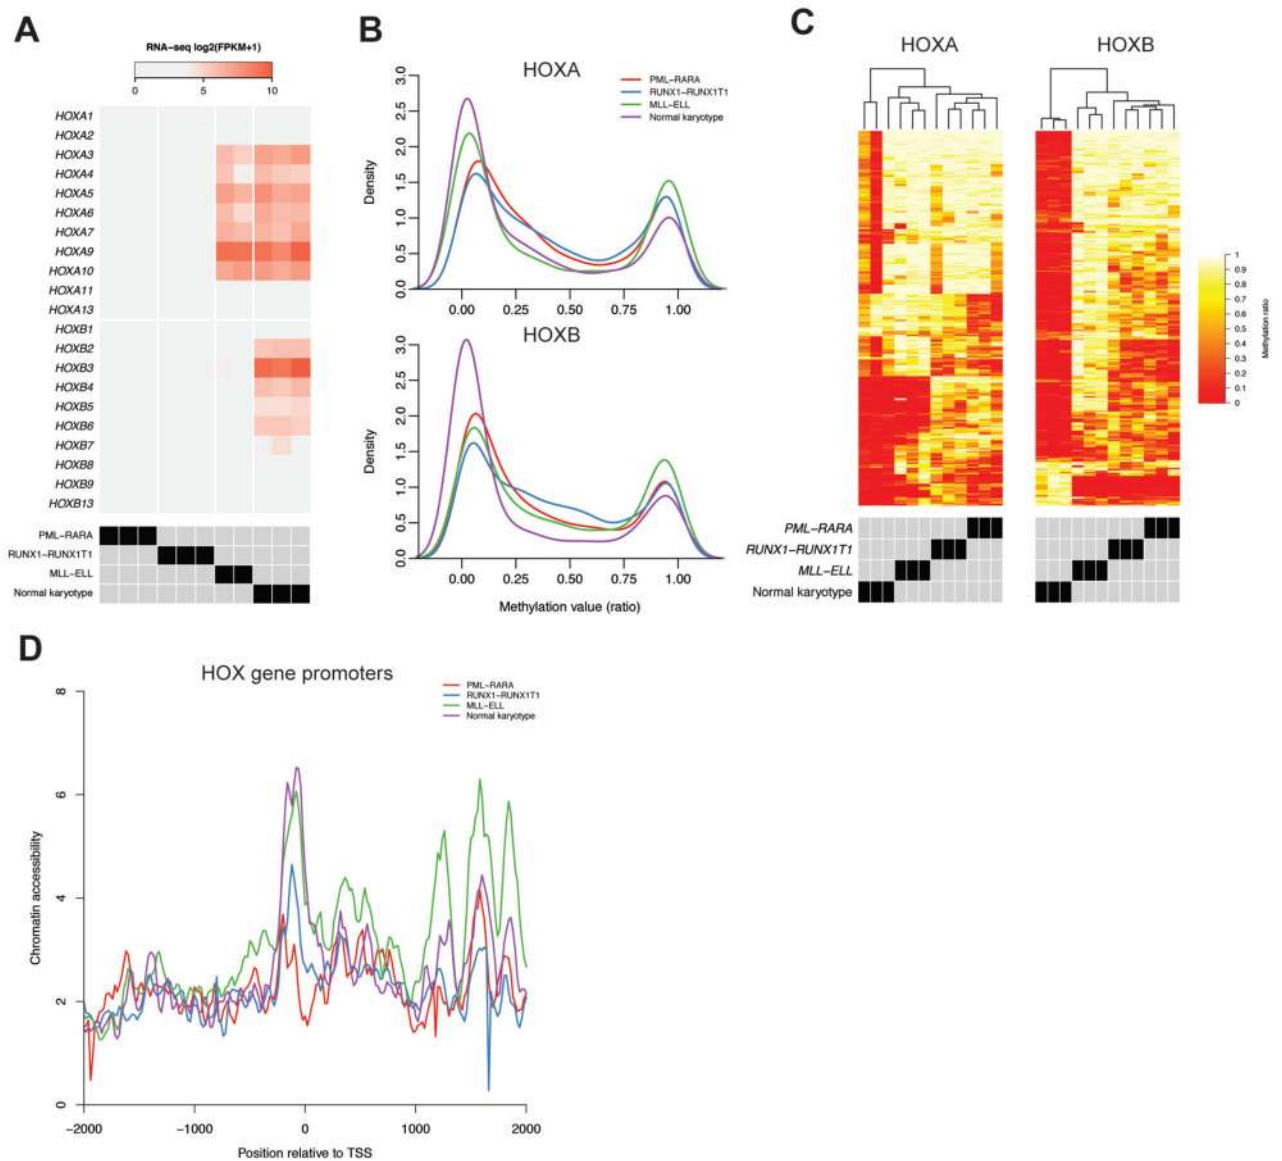 A
RNA-seq log2(FPKM+1)
0 5 10
HOXA1
HOXA2
HOXA3
HOXA4
HOXA5
HOXA6
HOXA7
HOXA9
HOXA10
HOXA11
HOXA13
HOXB1
HOXB2
HOXB3
HOXB4
HOXB5
HOXB6
HOXB7
HOXB8
HOXB9
HOXB13
PML-RARA
RUNX1-RUNX1T1
MLL-ELL
Normal karyotype
B
HOXA
PML-RARA
RUNX1-RUNX1T1
MLL-ELL
Normal karyotype
Density
3.0
2.5
2.0
1.5
1.0
0.5
0.0
0.00 0.25 0.50 0.75 1.00
HOXB
Density
3.0
2.5
2.0
1.5
1.0
0.5
0.0
0.00 0.25 0.50 0.75 1.00
Methylation value (ratio)
C
HOXA HOXB
1
0.9
0.8
0.7
0.6
0.5
0.4
0.3
0.2
0.1
0
Methylation ratio
PML-RARA
RUNX1-RUNX1T1
MLL-ELL
Normal karyotype
D
HOX gene promoters
PML-RARA
RUNX1-RUNX1T1
MLL-ELL
Normal karyotype
Chromatin accessibility
8
6
4
2
0
-2000 -1000 0 1000 2000
Position relative to TSS